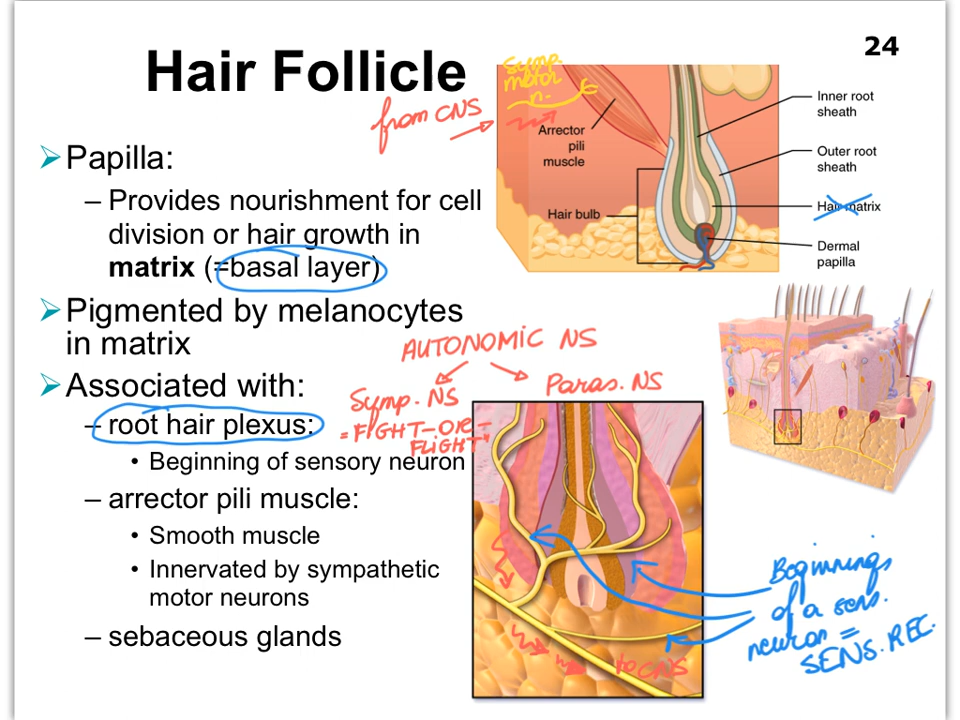 24
Hair Follicle
Symp.
motor
n.
from CNS
Inner root
sheath
Arrector
pili
muscle
Outer root
sheath
Hair bulb
Hair matrix
Dermal
papilla
➢ Papilla:
– Provides nourishment for cell
division or hair growth in
matrix (=basal layer)
➢ Pigmented by melanocytes
in matrix
➢ Associated with:
– root hair plexus:
• Beginning of sensory neuron
– arrector pili muscle:
• Smooth muscle
• Innervated by sympathetic
motor neurons
– sebaceous glands
AUTONOMIC NS
Symp. NS
= FIGHT-OR-
FLIGHT
Paras. NS
to CNS
Beginnings
of a sens.
neuron =
SENS. REC.